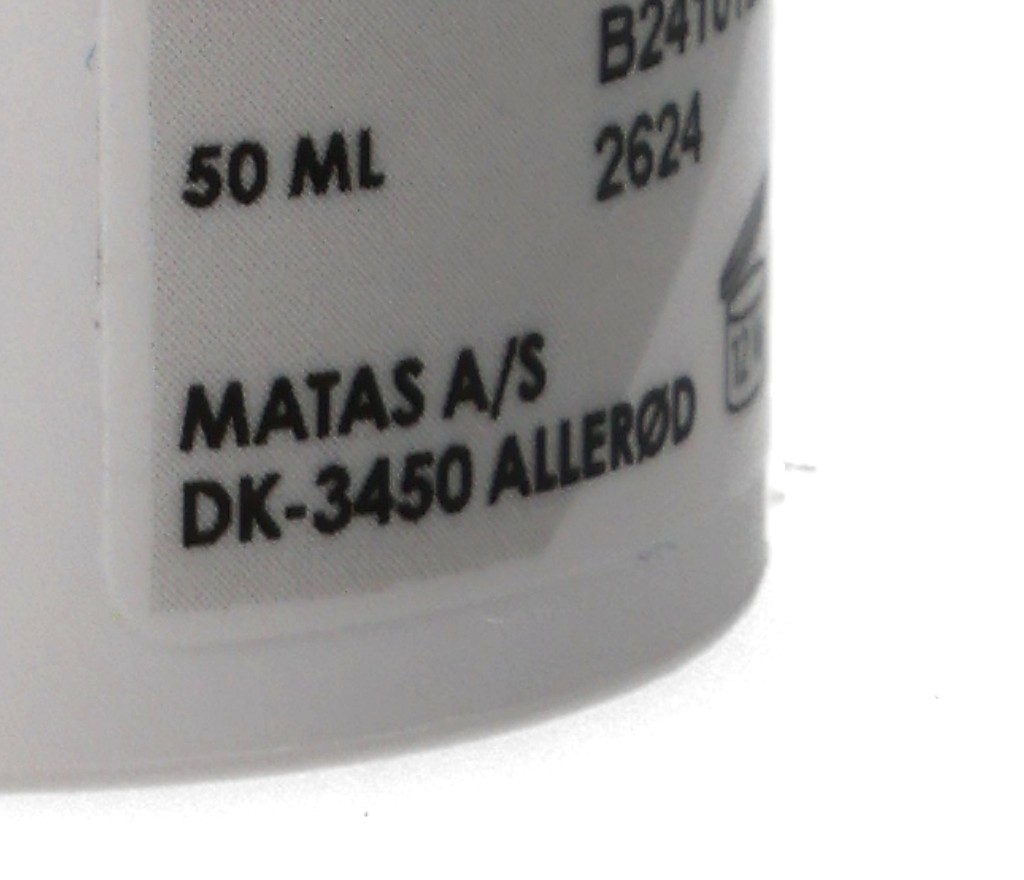 50 ML
2624
MATAS A/S
DK-3450 ALLERØD